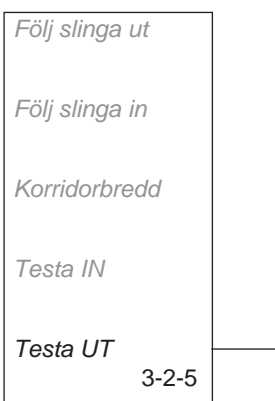 Följ slinga ut
Följ slinga in
Korridorbredd
Testa IN
Testa UT
3-2-5